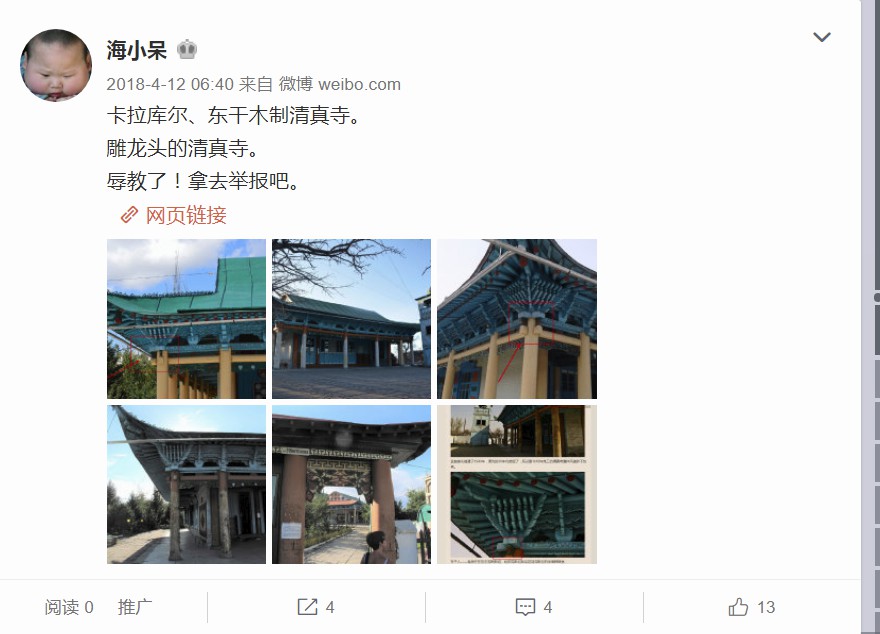 海小呆
2018-4-12 06:40 来自 微博 weibo.com
卡拉库尔、东干木制清真寺。
雕龙头的清真寺。
辱教了！拿去举报吧。
网页链接
阅读 0 推广 4 4 13